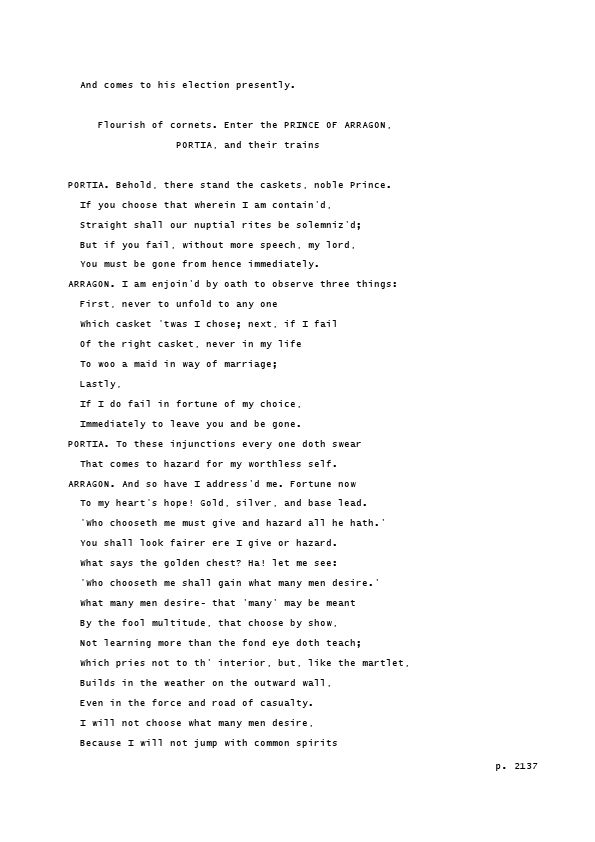 And comes to his election presently.
Flourish of cornets. Enter the PRINCE OF ARRAGON,
PORTIA, and their trains
PORTIA. Behold, there stand the caskets, noble Prince.
If you choose that wherein I am contain'd,
Straight shall our nuptial rites be solemniz'd;
But if you fail, without more speech, my lord,
You must be gone from hence immediately.
ARRAGON. I am enjoin'd by oath to observe three things:
First, never to unfold to any one
Which casket 'twas I chose; next, if I fail
Of the right casket, never in my life
To woo a maid in way of marriage;
Lastly,
If I do fail in fortune of my choice,
Immediately to leave you and be gone.
PORTIA. To these injunctions every one doth swear
That comes to hazard for my worthless self.
ARRAGON. And so have I address'd me. Fortune now
To my heart's hope! Gold, silver, and base lead.
'Who chooseth me must give and hazard all he hath.'
You shall look fairer ere I give or hazard.
What says the golden chest? Ha! let me see:
'Who chooseth me shall gain what many men desire.'
What many men desire- that 'many' may be meant
By the fool multitude, that choose by show,
Not learning more than the fond eye doth teach;
Which pries not to th' interior, but, like the martlet,
Builds in the weather on the outward wall,
Even in the force and road of casualty.
I will not choose what many men desire,
Because I will not jump with common spirits
p. 2137